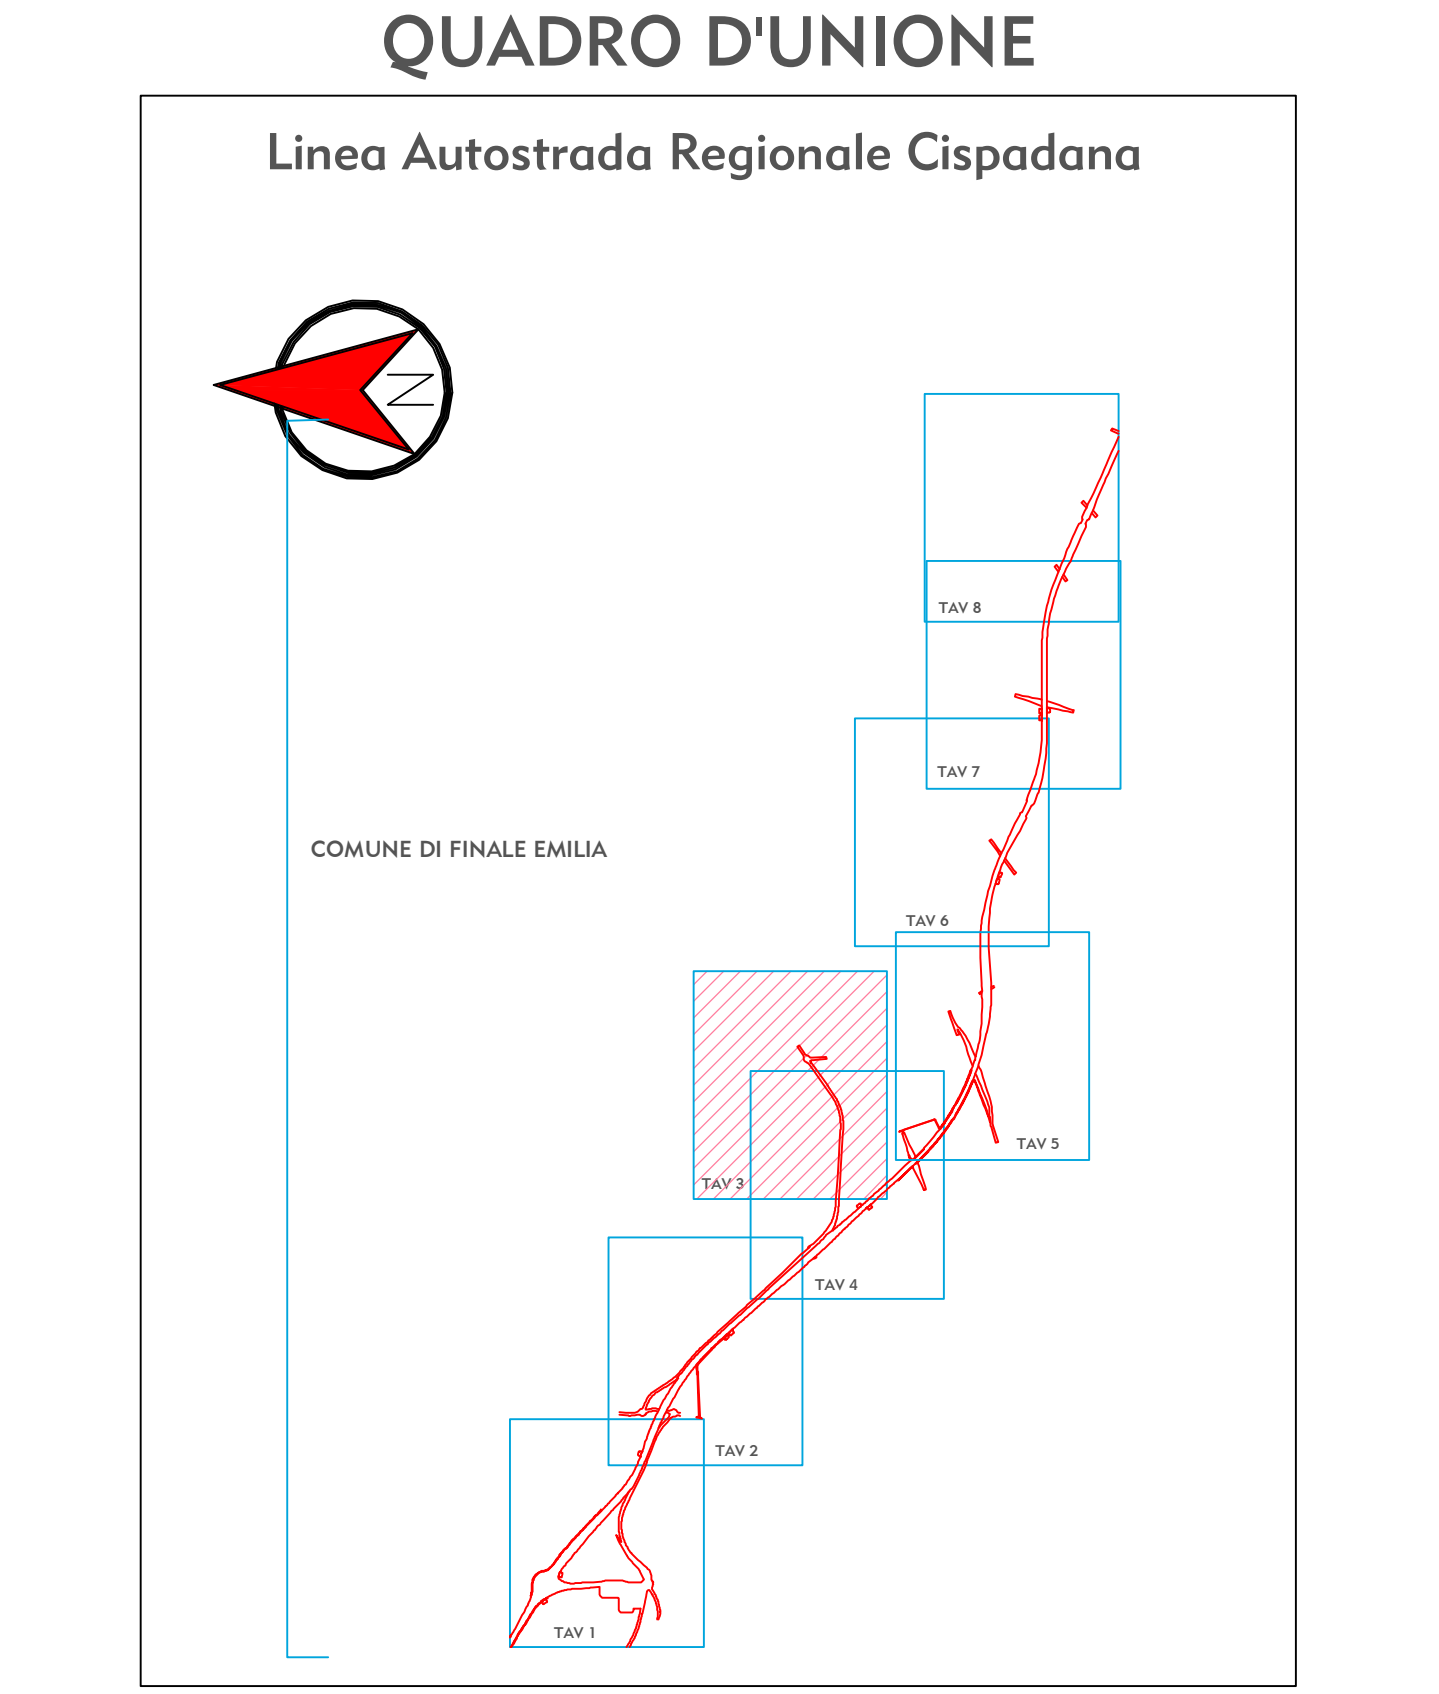 QUADRO D'UNIONE
Linea Autostrada Regionale Cispadana
N
TAV 8
TAV 7
COMUNE DI FINALE EMILIA
TAV 6
TAV 5
TAV 3
TAV 4
TAV 2
TAV 1